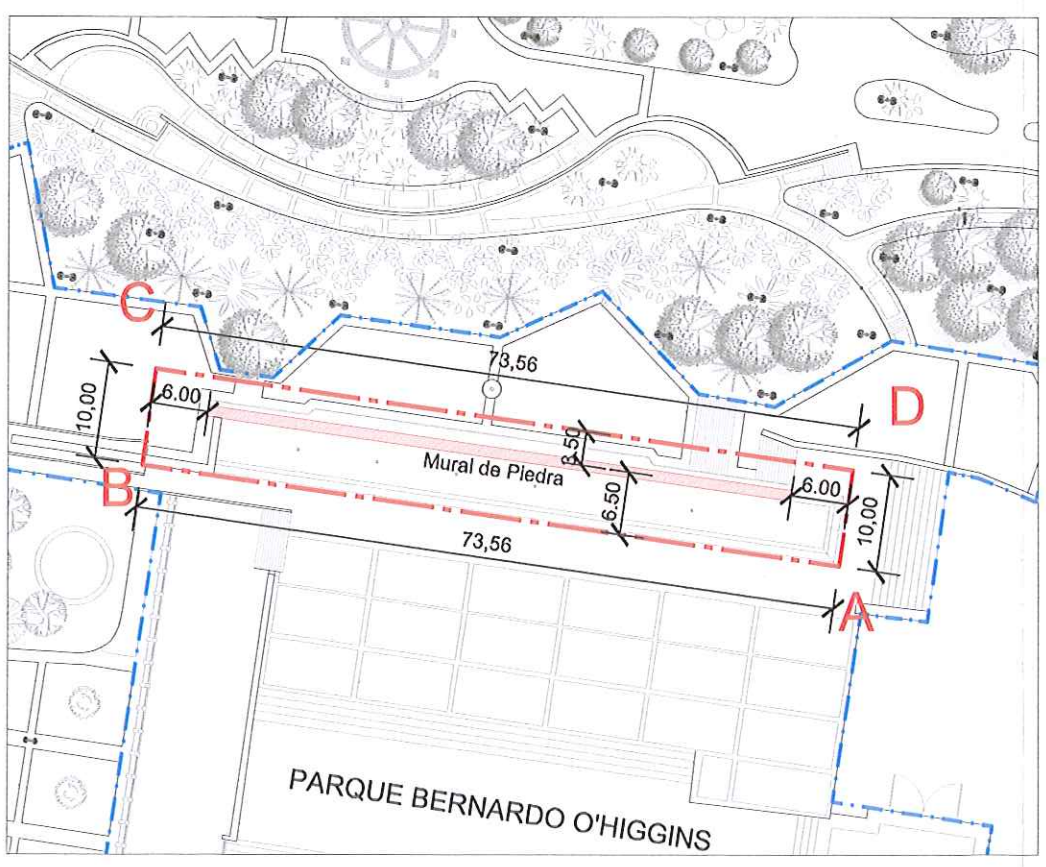 C
73,56
D
10,00
6.00
3.50
Mural de Piedra
6.50
6.00
10,00
B
73,56
A
PARQUE BERNARDO O'HIGGINS